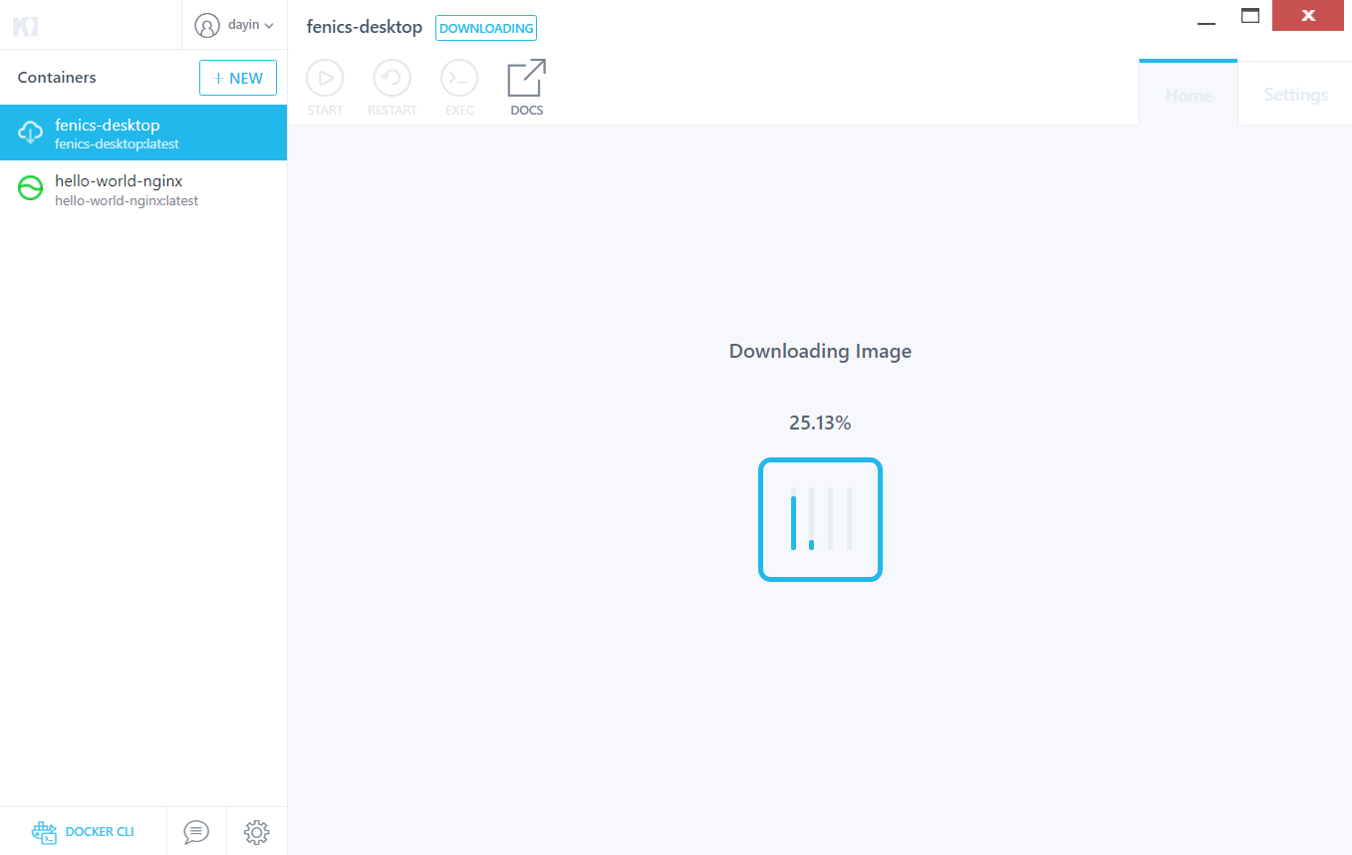 dayin
fenics-desktop DOWNLOADING
Containers
+ NEW
START
RESTART
EXEC
DOCS
Home
Settings
fenics-desktop
fenics-desktop:latest
hello-world-nginx
hello-world-nginx:latest
Downloading Image
25.13%
DOCKER CLI